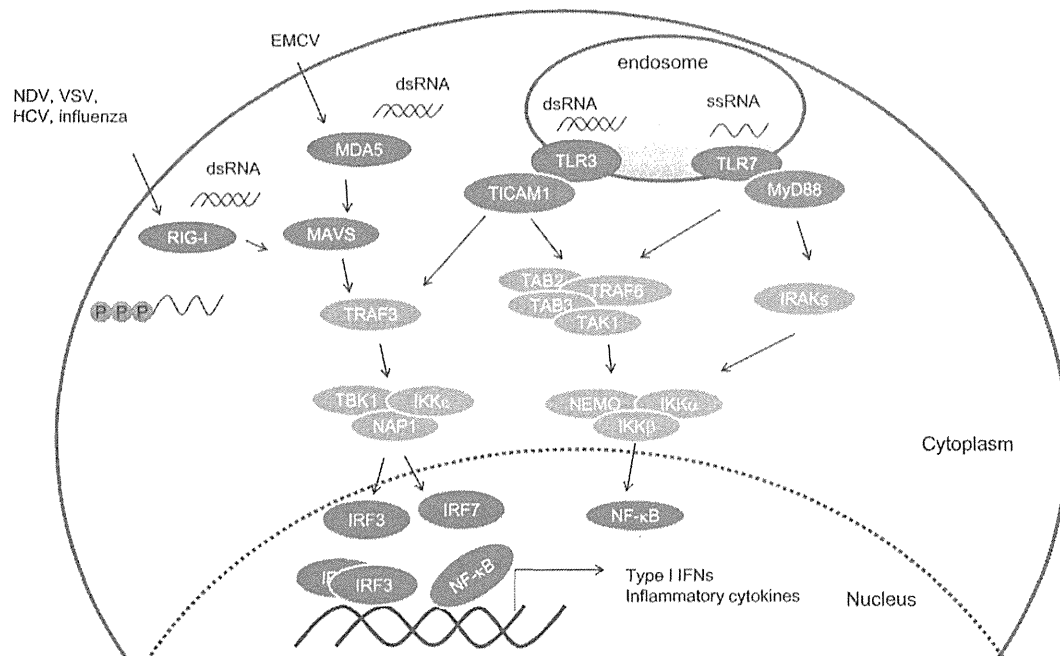 EMCV
endosome
NDV, VSV,
HCV, influenza
dsRNA
dsRNA
ssRNA
MDA5
TLR3
TLR7
dsRNA
TICAM1
MyD88
RIG-I
MAVS
TAB2
TRAF6
TAB3
IRAKs
P P P
TRAF3
TAK1
TBK1
IKKε
NEMO
IKKα
NAP1
IKKβ
Cytoplasm
IRF3
IRF7
NF-κB
IRF3
NF-κB
Type I IFNs
Inflammatory cytokines
Nucleus